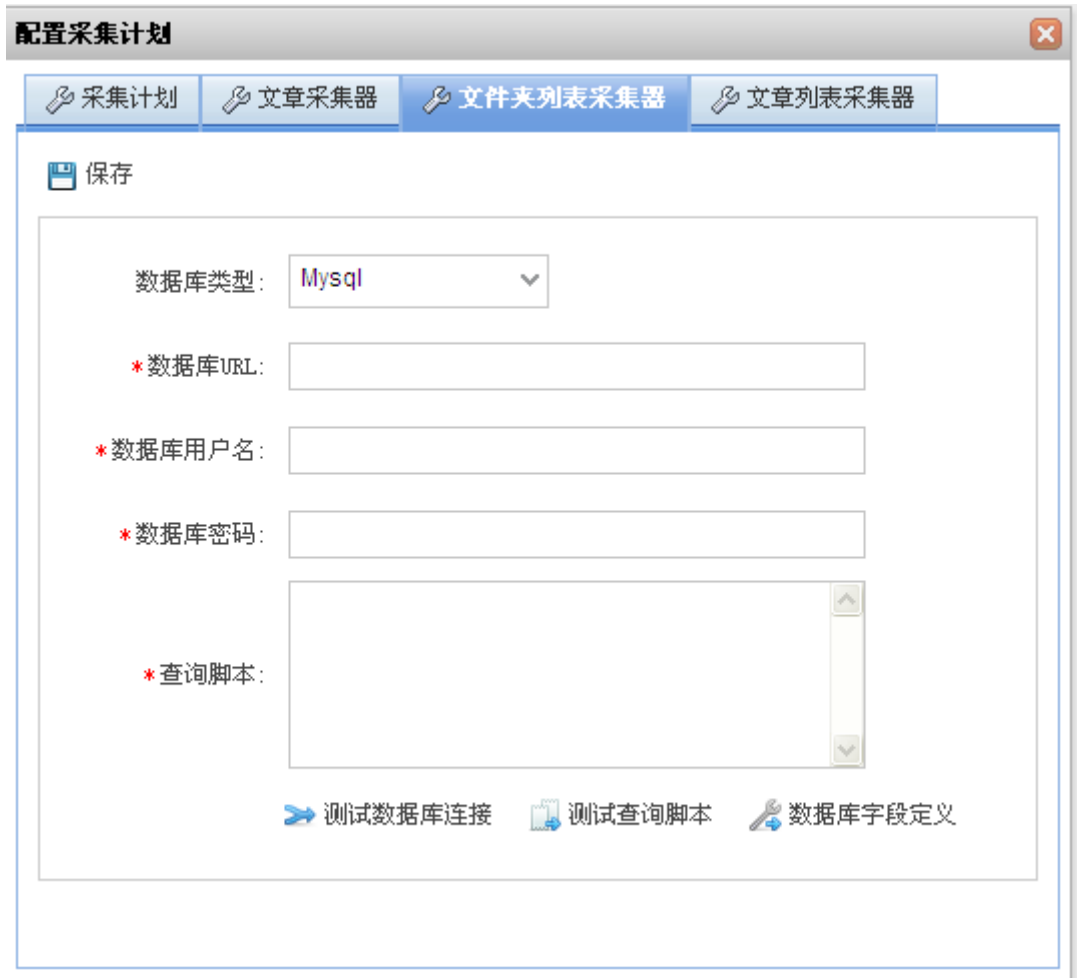 配置采集计划
采集计划 文章采集器 文件夹列表采集器 文章列表采集器
保存
数据库类型: Mysql
*数据库URL:
*数据库用户名:
*数据库密码:
*查询脚本:
测试数据库连接 测试查询脚本 数据库字段定义